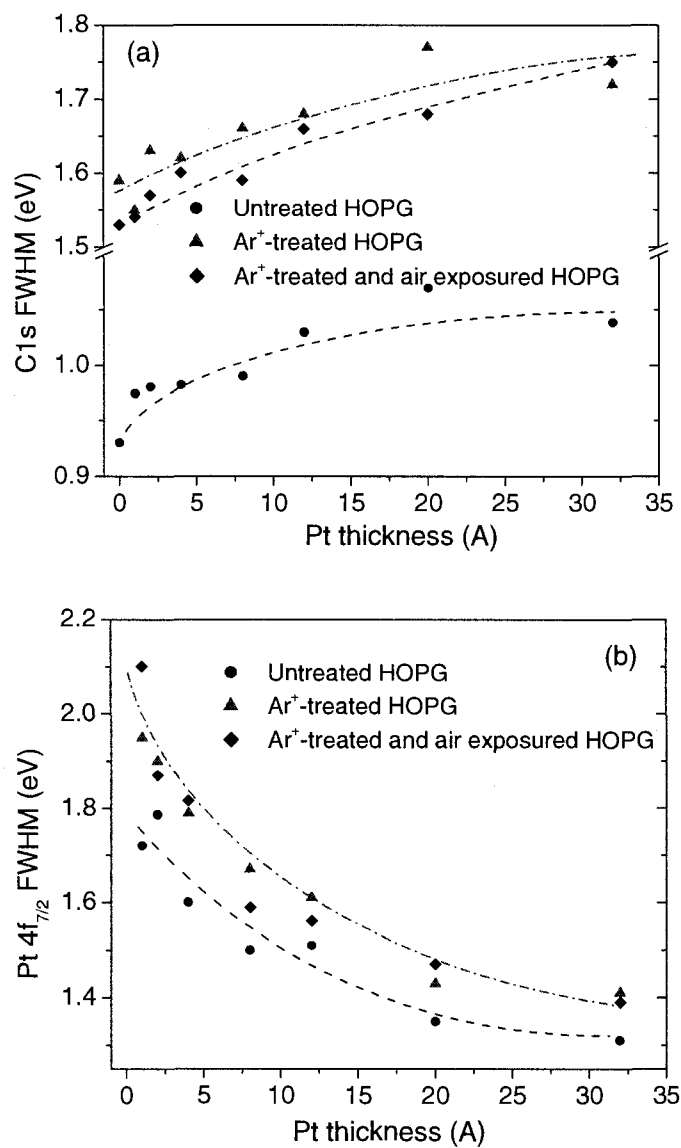 (a)
1.8
1.7
1.6
1.5
1.0
0.9
C1s FWHM (eV)
Untreated HOPG
Ar⁺-treated HOPG
Ar⁺-treated and air exposured HOPG
0 5 10 15 20 25 30 35
Pt thickness (A)
(b)
2.2
2.0
1.8
1.6
1.4
Pt 4f₇/₂ FWHM (eV)
Untreated HOPG
Ar⁺-treated HOPG
Ar⁺-treated and air exposured HOPG
0 5 10 15 20 25 30 35
Pt thickness (A)